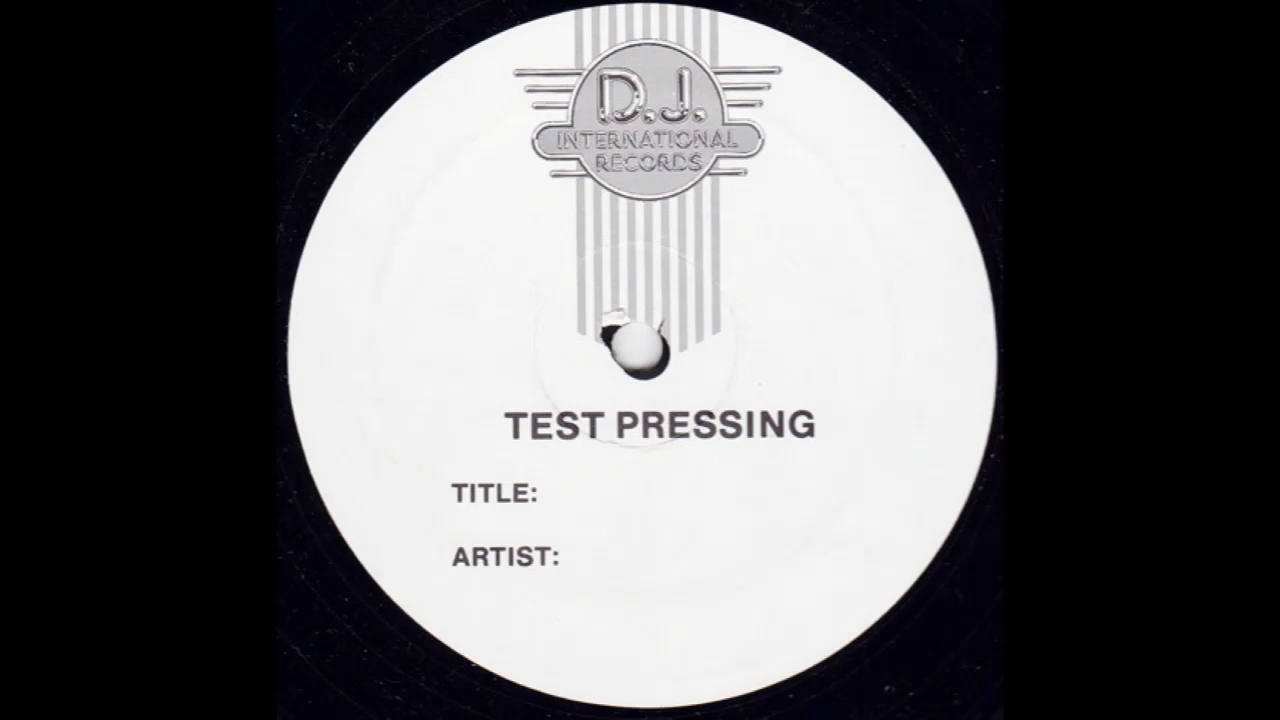 D.J.
INTERNATIONAL
RECORDS
TEST PRESSING
TITLE:
ARTIST: